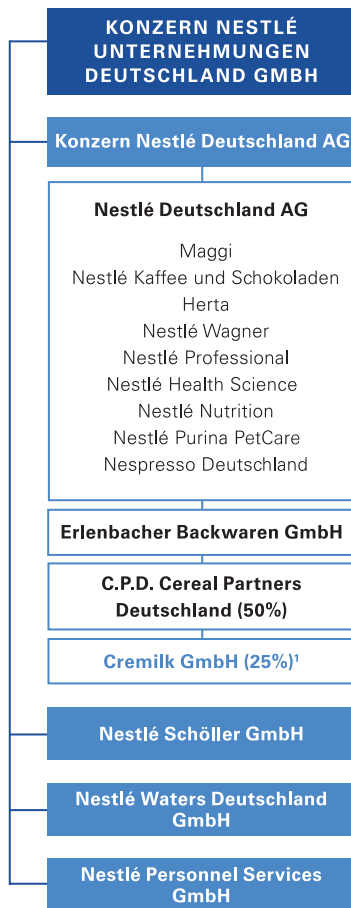 KONZERN NESTLÉ
UNTERNEHMUNGEN
DEUTSCHLAND GMBH
Konzern Nestlé Deutschland AG
Nestlé Deutschland AG
Maggi
Nestlé Kaffee und Schokoladen
Herta
Nestlé Wagner
Nestlé Professional
Nestlé Health Science
Nestlé Nutrition
Nestlé Purina PetCare
Nespresso Deutschland
Erlenbacher Backwaren GmbH
C.P.D. Cereal Partners
Deutschland (50%)
Cremilk GmbH (25%)¹
Nestlé Schöller GmbH
Nestlé Waters Deutschland
GmbH
Nestlé Personnel Services
GmbH